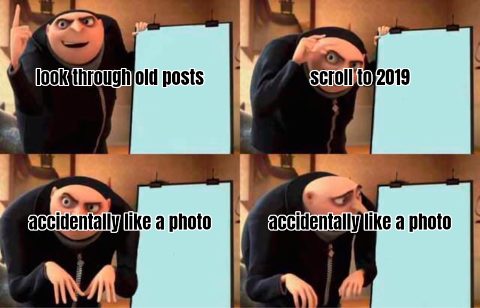 look through old posts
scroll to 2019
accidentally like a photo
accidentally like a photo